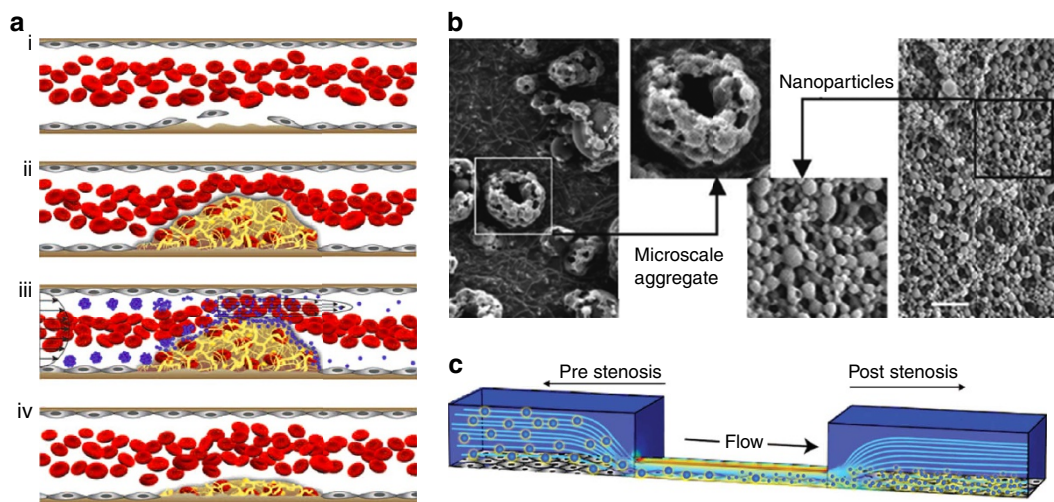 a
i
ii
iii
iv
b
Nanoparticles
Microscale
aggregate
c
Pre stenosis
Post stenosis
Flow